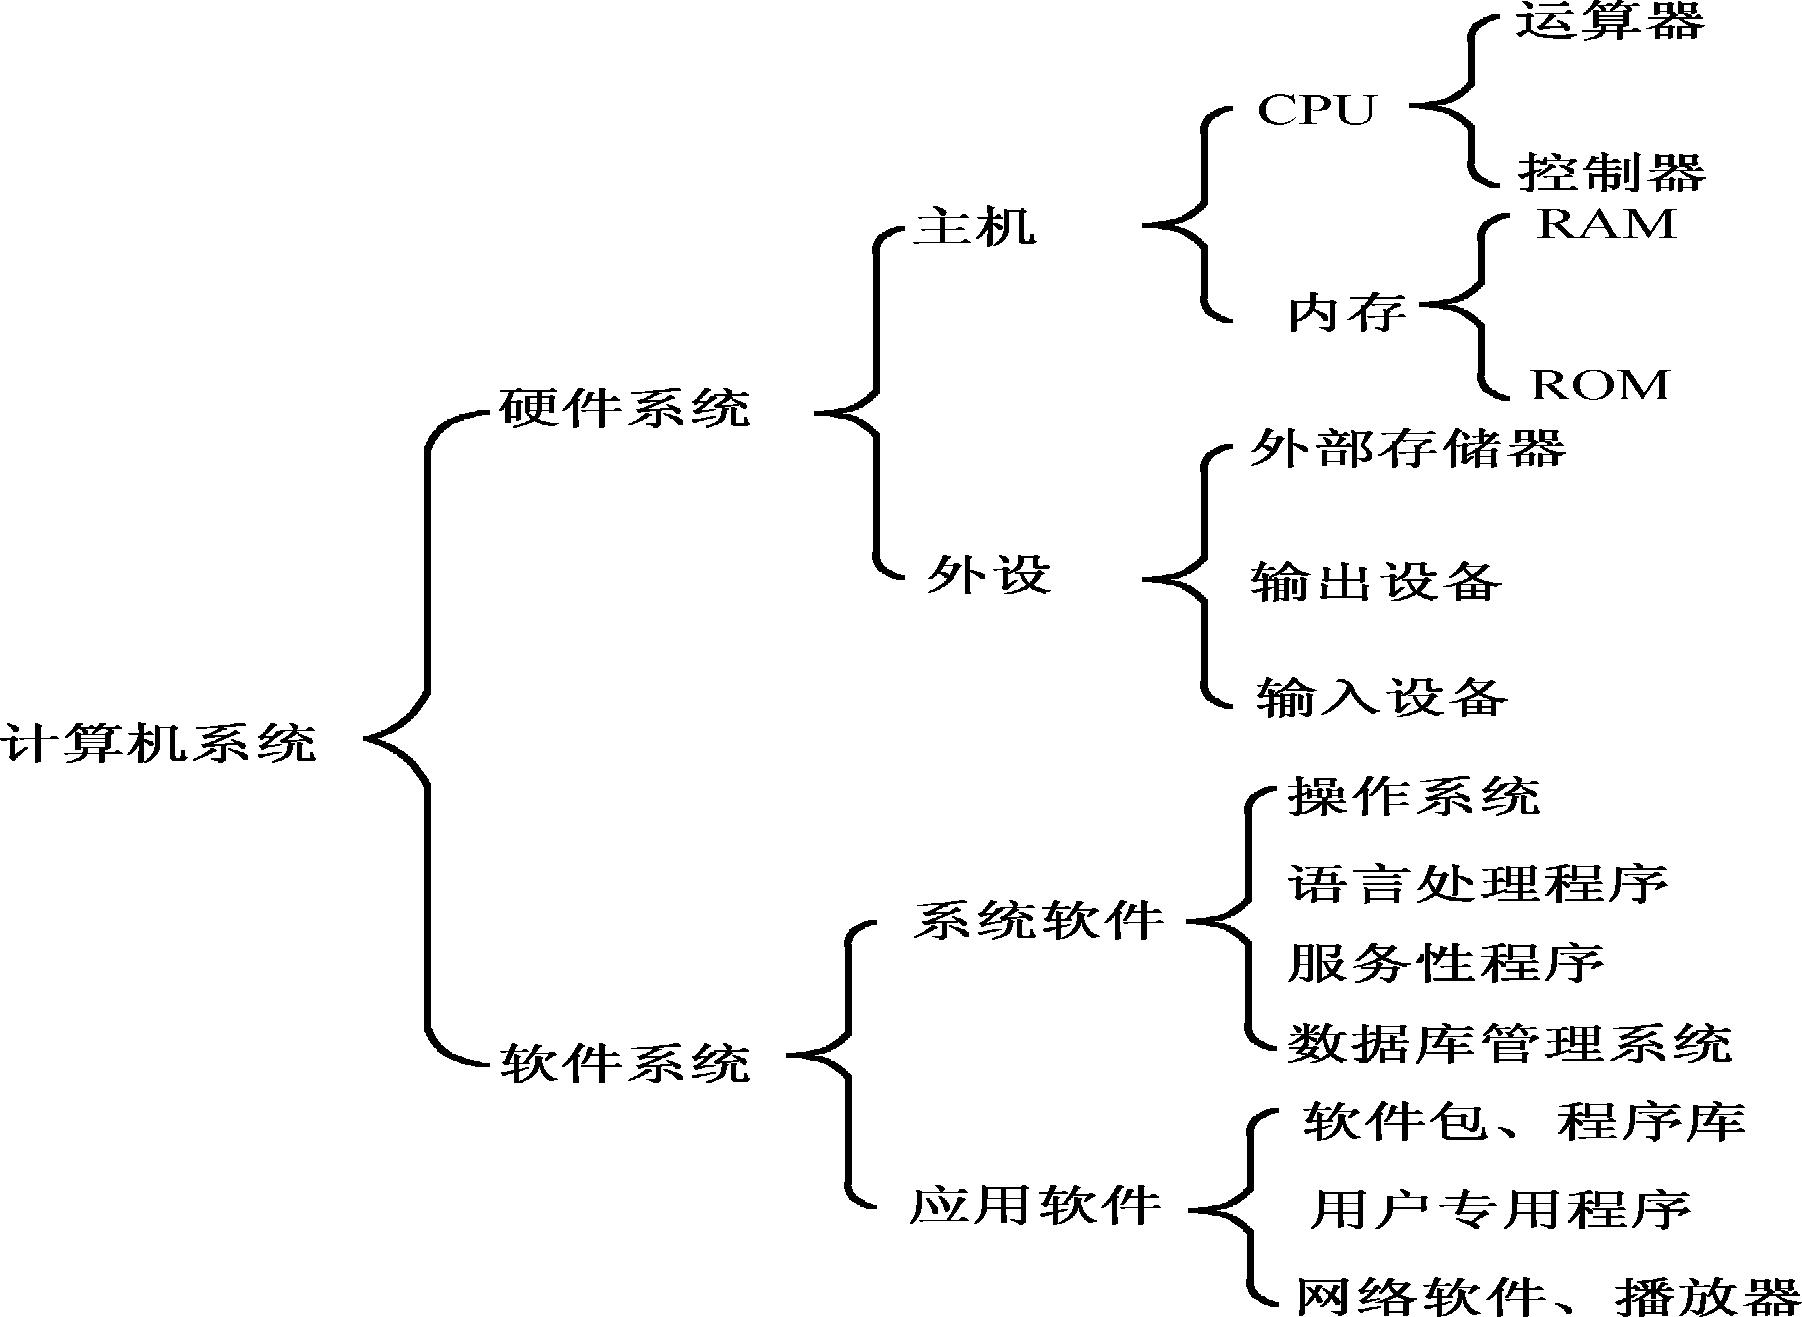 运算器
CPU
控制器
主机
RAM
内存
ROM
硬件系统
外部存储器
外设
输出设备
输入设备
计算机系统
操作系统
语言处理程序
系统软件
服务性程序
数据库管理系统
软件系统
软件包、程序库
应用软件
用户专用程序
网络软件、播放器